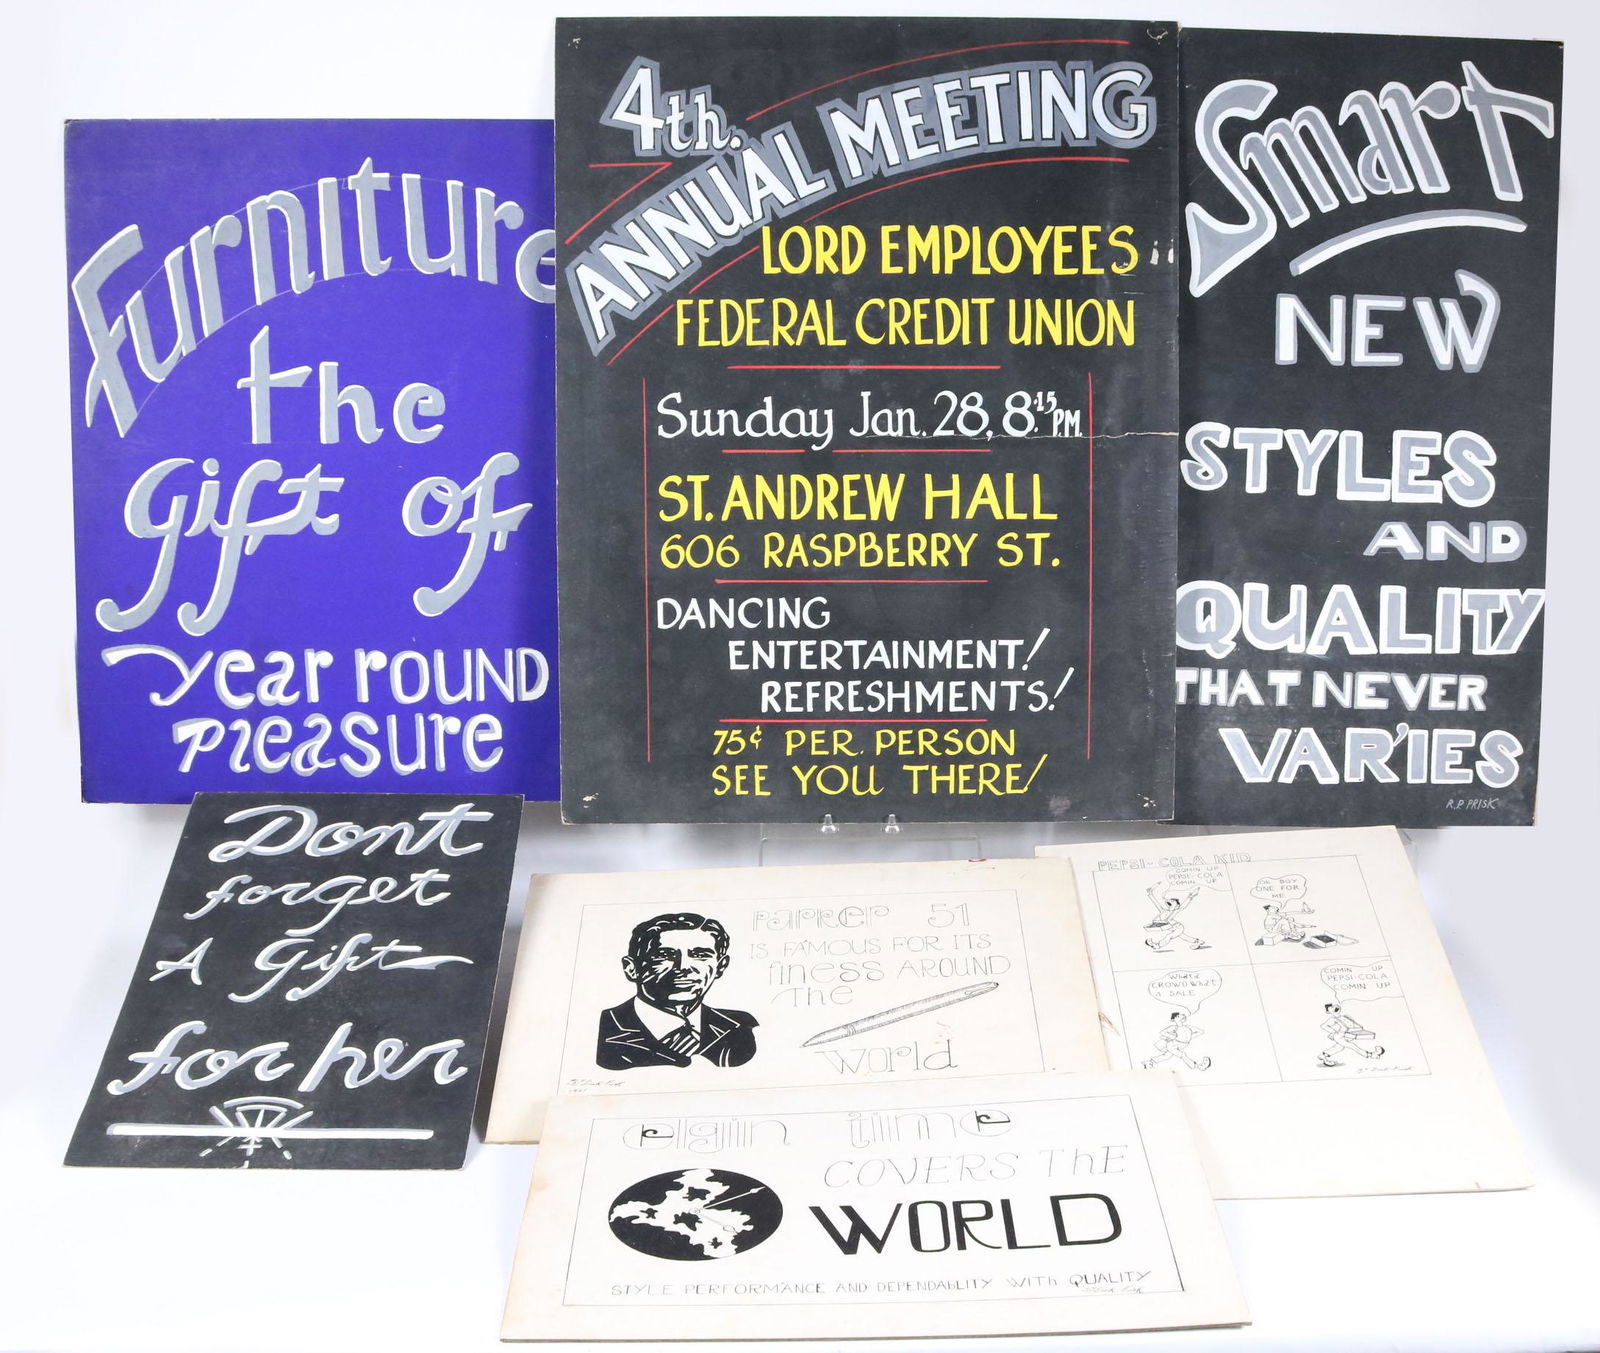 Furniture
the
gift of
year round
pleasure
4th.
ANNUAL MEETING
LORD EMPLOYEES
FEDERAL CREDIT UNION
Sunday Jan. 28, 8:15 P.M.
ST. ANDREW HALL
606 RASPBERRY ST.
DANCING
ENTERTAINMENT!
REFRESHMENTS!
75¢ PER. PERSON
SEE YOU THERE!
Smart
NEW
STYLES
AND
QUALITY
THAT NEVER
VAR'IES
R.P. PRISK
Dont
forget
A Gift
for her
PARKER 51
IS FAMOUS FOR ITS
finess AROUND
The
World
PEPSI-COLA KID
COMIN UP
PEPSI-COLA
COMIN UP
OH BOY
ONE FOR
ME
What a
CROWD What
A SALE
COMIN UP
PEPSI-COLA
COMIN UP
elgin time
COVERS ThE
WORLD
STYLE PERFORMANCE AND DEPENDABLITY WITh QUALITY